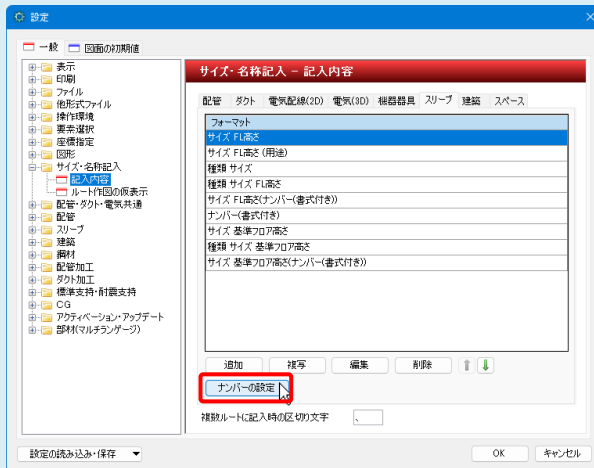 設定
一般 図面の初期値
表示
印刷
ファイル
他形式ファイル
操作環境
要素選択
座標指定
図形
サイズ・名称記入
記入内容
ルート作図の仮表示
配管・ダクト・電気共通
配管
スリーブ
建築
鋼材
配管加工
ダクト加工
標準支持・耐震支持
CG
アクティベーション・アップデート
部材(マルチランゲージ)
サイズ・名称記入 - 記入内容
配管 ダクト 電気配線(2D) 電気(3D) 機器器具 スリーブ 建築 スペース
フォーマット
サイズ FL高さ
サイズ FL高さ (用途)
種類 サイズ
種類 サイズ FL高さ
サイズ FL高さ(ナンバー(書式付き))
ナンバー(書式付き)
サイズ 基準フロア高さ
種類 サイズ 基準フロア高さ
サイズ 基準フロア高さ(ナンバー(書式付き))
追加 複写 編集 削除
ナンバーの設定
複数ルートに記入時の区切り文字 、
設定の読み込み・保存 OK キャンセル